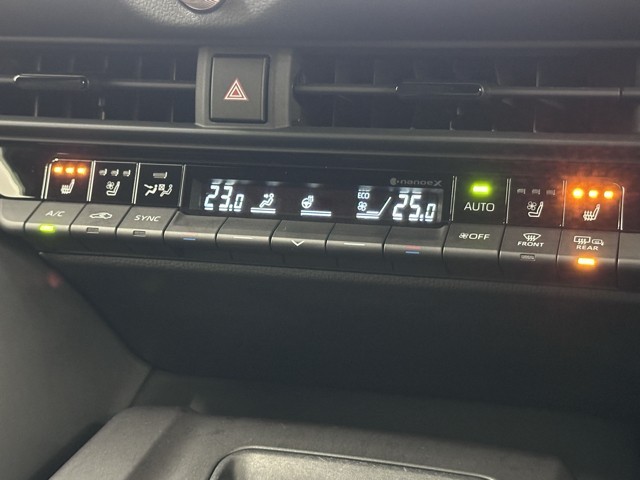 nanoe X
23.0
ECO
25.0
AUTO
A/C
SYNC
OFF
FRONT
REAR